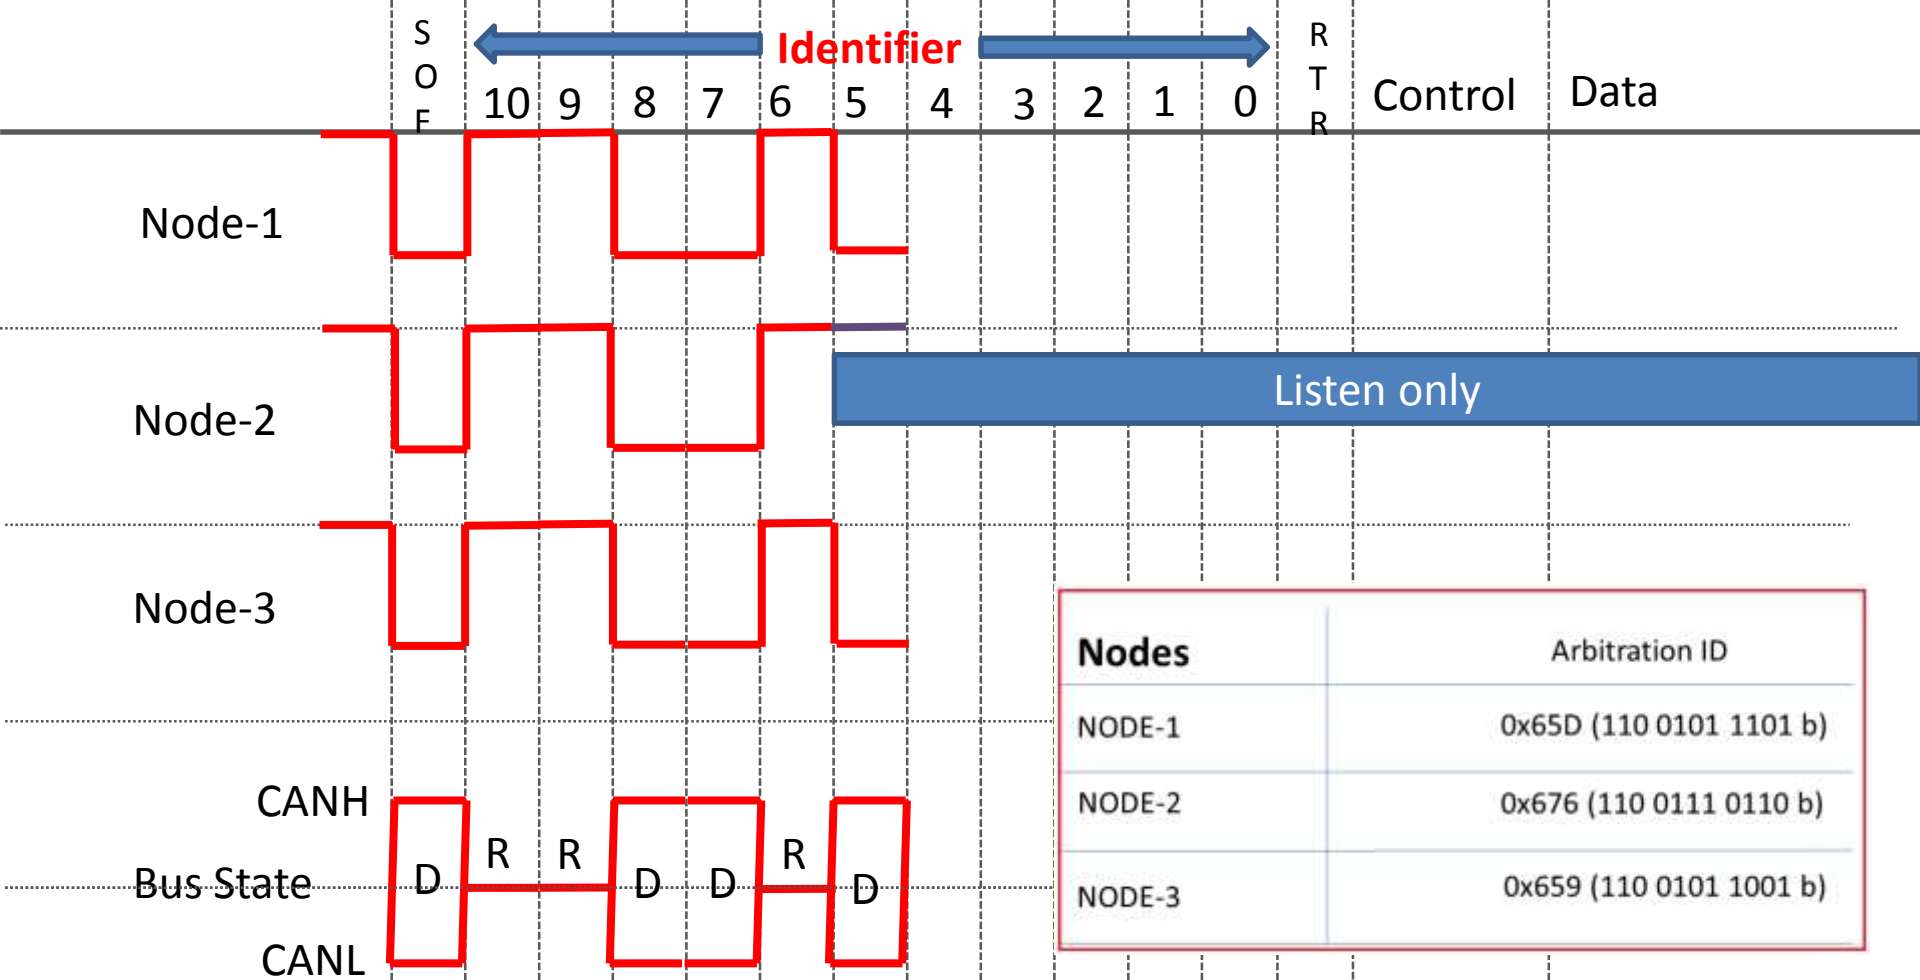 SOF
Identifier
RTR
10 9 8 7 6 5 4 3 2 1 0
Control
Data
Node-1
Node-2
Listen only
Node-3
CANH
Bus State
D R R D D R D
CANL
Nodes Arbitration ID
NODE-1 0x65D (110 0101 1101 b)
NODE-2 0x676 (110 0111 0110 b)
NODE-3 0x659 (110 0101 1001 b)